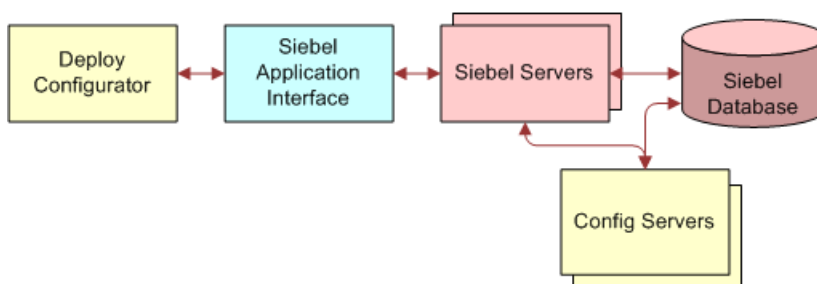 Deploy
Configurator
Siebel
Application
Interface
Siebel Servers
Siebel
Database
Config Servers